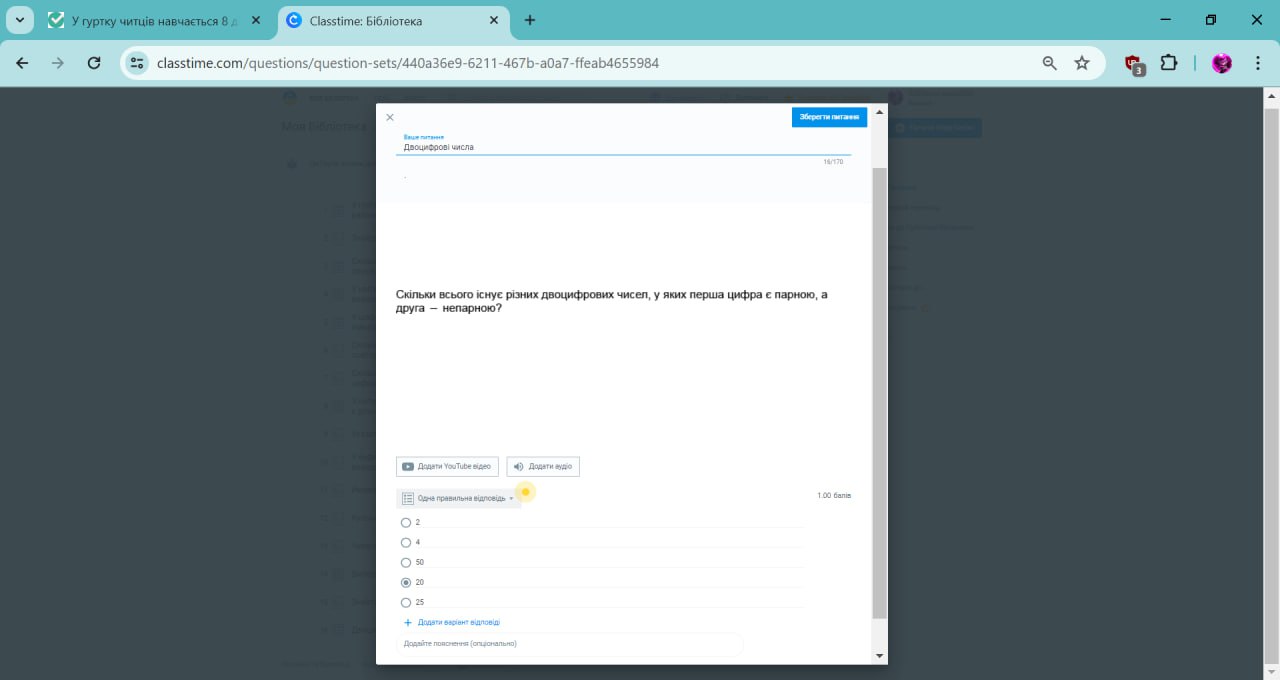 У гуртку читців навчається 8 д
Classtime: Бібліотека
classtime.com/questions/question-sets/440a36e9-6211-467b-a0a7-ffeab4655984
3
Моя Бібліотека
Зберегти питання
Ваше питання
Двоцифрові числа
16/170
Скільки всього існує різних двоцифрових чисел, у яких перша цифра є парною, а
друга – непарною?
Додати YouTube відео
Додати аудіо
Одна правильна відповідь
1.00 балів
2
4
50
20
25
+ Додати варіант відповіді
Додайте пояснення (опціонально)